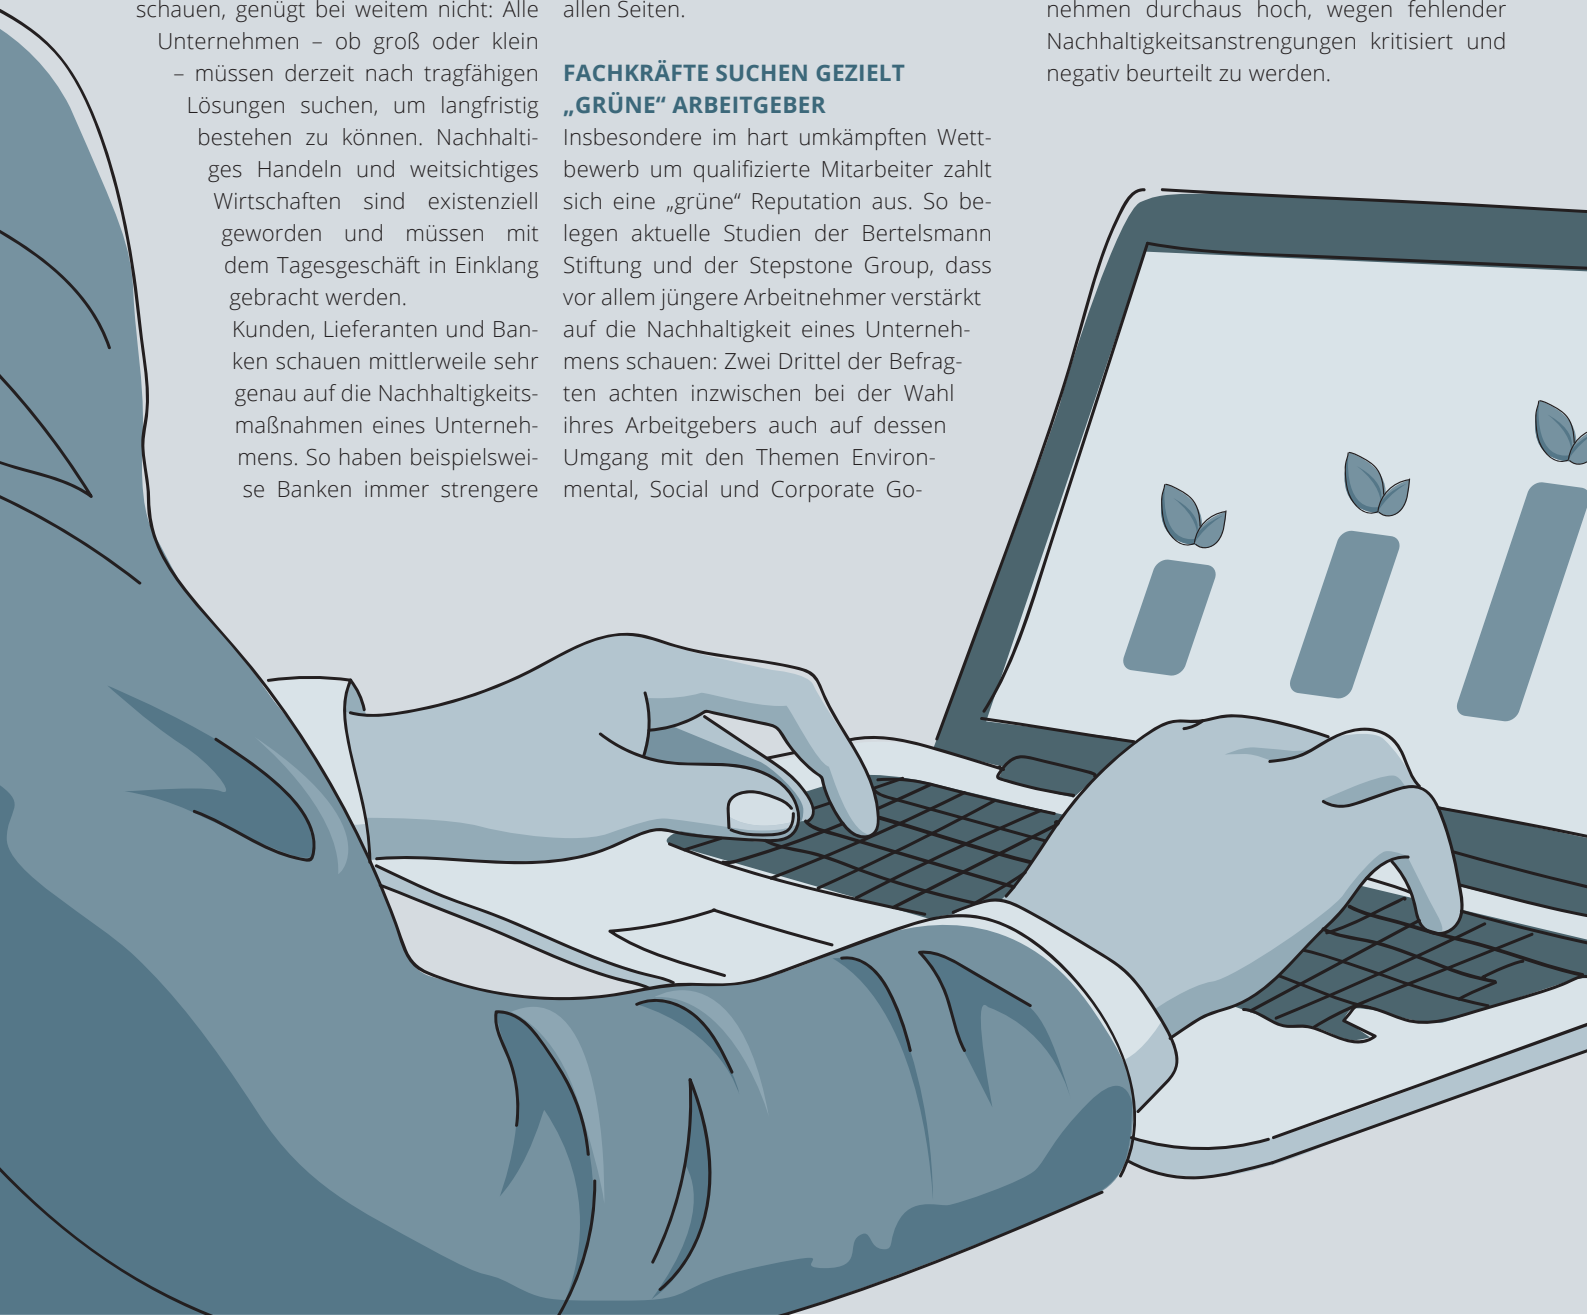 schauen, genügt bei weitem nicht: Alle
Unternehmen – ob groß oder klein
– müssen derzeit nach tragfähigen
Lösungen suchen, um langfristig
bestehen zu können. Nachhalti-
ges Handeln und weitsichtiges
Wirtschaften sind existenziell
geworden und müssen mit
dem Tagesgeschäft in Einklang
gebracht werden.
Kunden, Lieferanten und Ban-
ken schauen mittlerweile sehr
genau auf die Nachhaltigkeits-
maßnahmen eines Unterneh-
mens. So haben beispielswei-
se Banken immer strengere
allen Seiten.
FACHKRÄFTE SUCHEN GEZIELT
„GRÜNE“ ARBEITGEBER
Insbesondere im hart umkämpften Wett-
bewerb um qualifizierte Mitarbeiter zahlt
sich eine „grüne“ Reputation aus. So be-
legen aktuelle Studien der Bertelsmann
Stiftung und der Stepstone Group, dass
vor allem jüngere Arbeitnehmer verstärkt
auf die Nachhaltigkeit eines Unterneh-
mens schauen: Zwei Drittel der Befrag-
ten achten inzwischen bei der Wahl
ihres Arbeitgebers auch auf dessen
Umgang mit den Themen Environ-
mental, Social und Corporate Go-
nehmen durchaus hoch, wegen fehlender
Nachhaltigkeitsanstrengungen kritisiert und
negativ beurteilt zu werden.